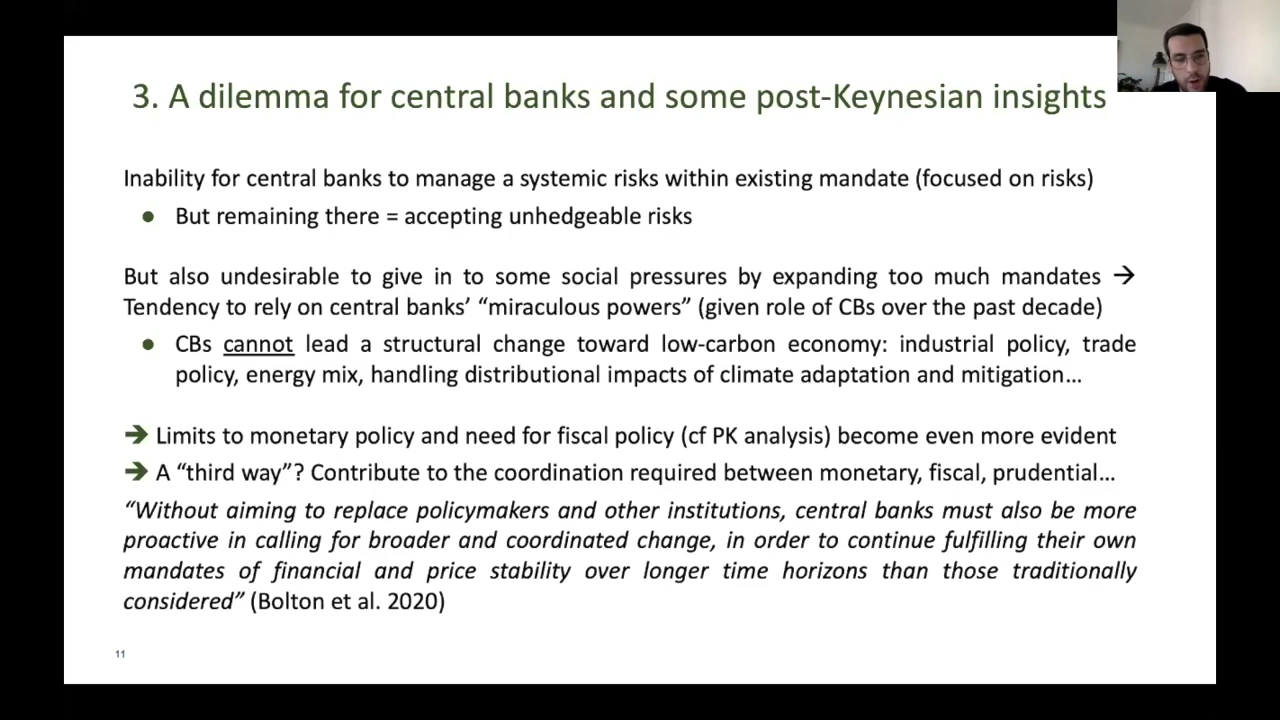 3. A dilemma for central banks and some post-Keynesian insights
Inability for central banks to manage a systemic risks within existing mandate (focused on risks)
● But remaining there = accepting unhedgeable risks
But also undesirable to give in to some social pressures by expanding too much mandates →
Tendency to rely on central banks’ “miraculous powers” (given role of CBs over the past decade)
● CBs cannot lead a structural change toward low-carbon economy: industrial policy, trade
policy, energy mix, handling distributional impacts of climate adaptation and mitigation…
➔ Limits to monetary policy and need for fiscal policy (cf PK analysis) become even more evident
➔ A “third way”? Contribute to the coordination required between monetary, fiscal, prudential…
“Without aiming to replace policymakers and other institutions, central banks must also be more
proactive in calling for broader and coordinated change, in order to continue fulfilling their own
mandates of financial and price stability over longer time horizons than those traditionally
considered” (Bolton et al. 2020)
11